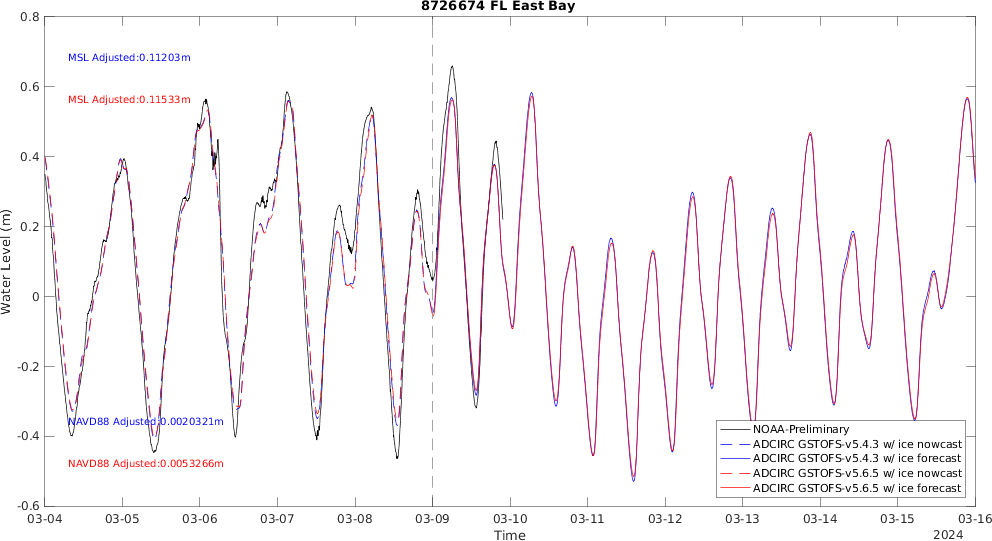 8726674 FL East Bay
0.8
0.6
0.4
0.2
0
-0.2
-0.4
-0.6
Water Level (m)
MSL Adjusted:0.11203m
MSL Adjusted:0.11533m
NAVD88 Adjusted:0.0020321m
NAVD88 Adjusted:0.0053266m
NOAA-Preliminary
ADCIRC GSTOFS-v5.4.3 w/ ice nowcast
ADCIRC GSTOFS-v5.4.3 w/ ice forecast
ADCIRC GSTOFS-v5.6.5 w/ ice nowcast
ADCIRC GSTOFS-v5.6.5 w/ ice forecast
03-04 03-05 03-06 03-07 03-08 03-09 03-10 03-11 03-12 03-13 03-14 03-15 03-16
Time
2024